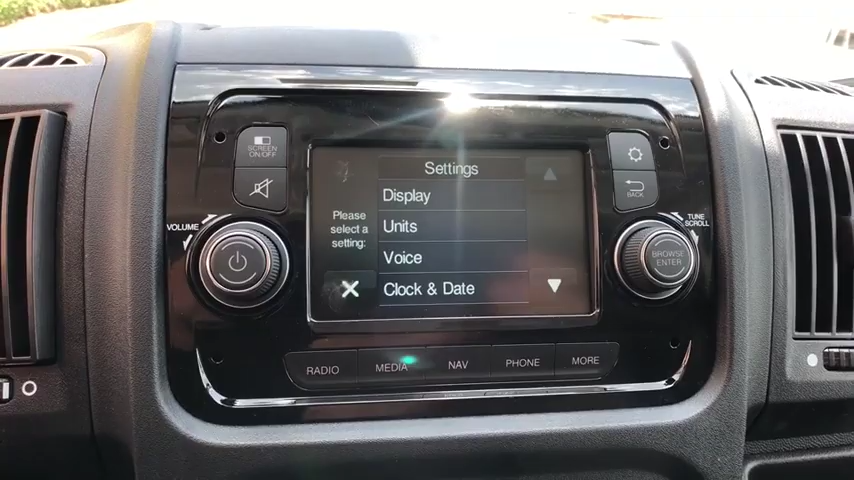 SCREEN
ON/OFF
VOLUME
Settings
Please
select a
setting:
Display
Units
Voice
Clock & Date
BACK
TUNE
SCROLL
BROWSE
ENTER
RADIO
MEDIA
NAV
PHONE
MORE